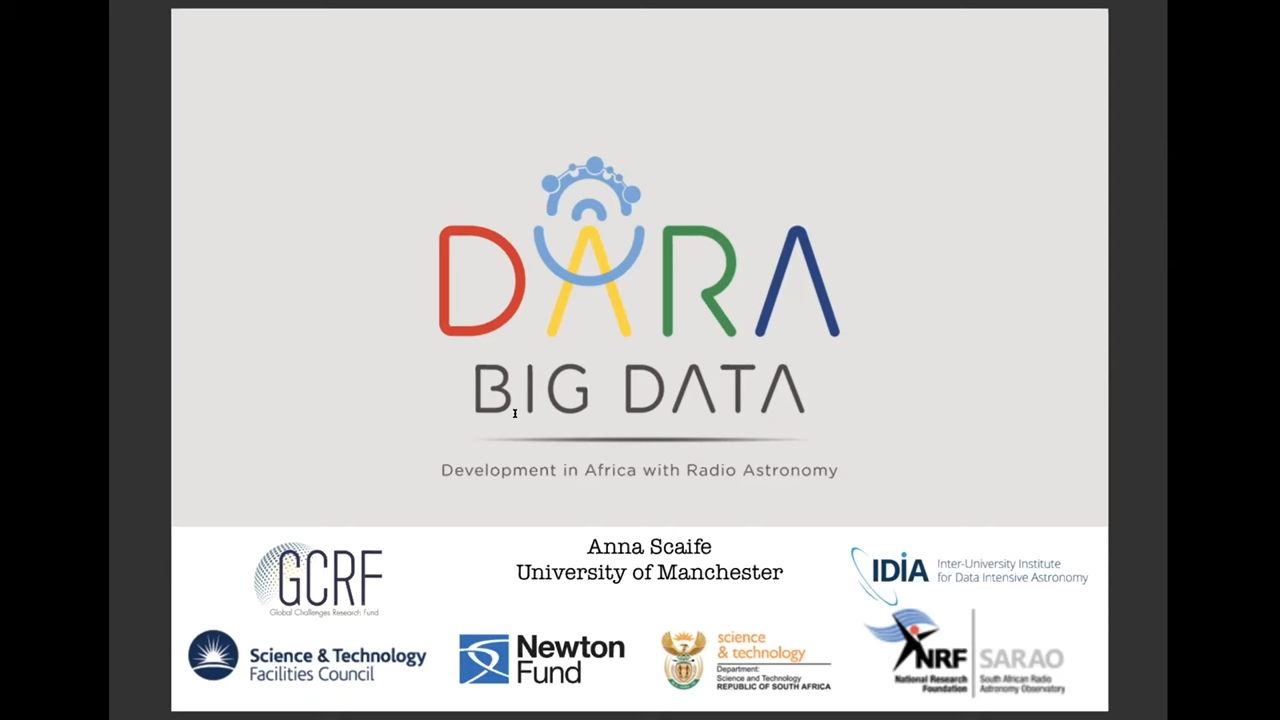 DARA
BIG DATA
Development in Africa with Radio Astronomy
Anna Scaife
University of Manchester
GCRF
Global Challenges Research Fund
IDIA
Inter-University Institute
for Data Intensive Astronomy
Science & Technology
Facilities Council
Newton
Fund
science
& technology
Department:
Science and Technology
REPUBLIC OF SOUTH AFRICA
NRF
National Research
Foundation
SARAO
South African Radio
Astronomy Observatory